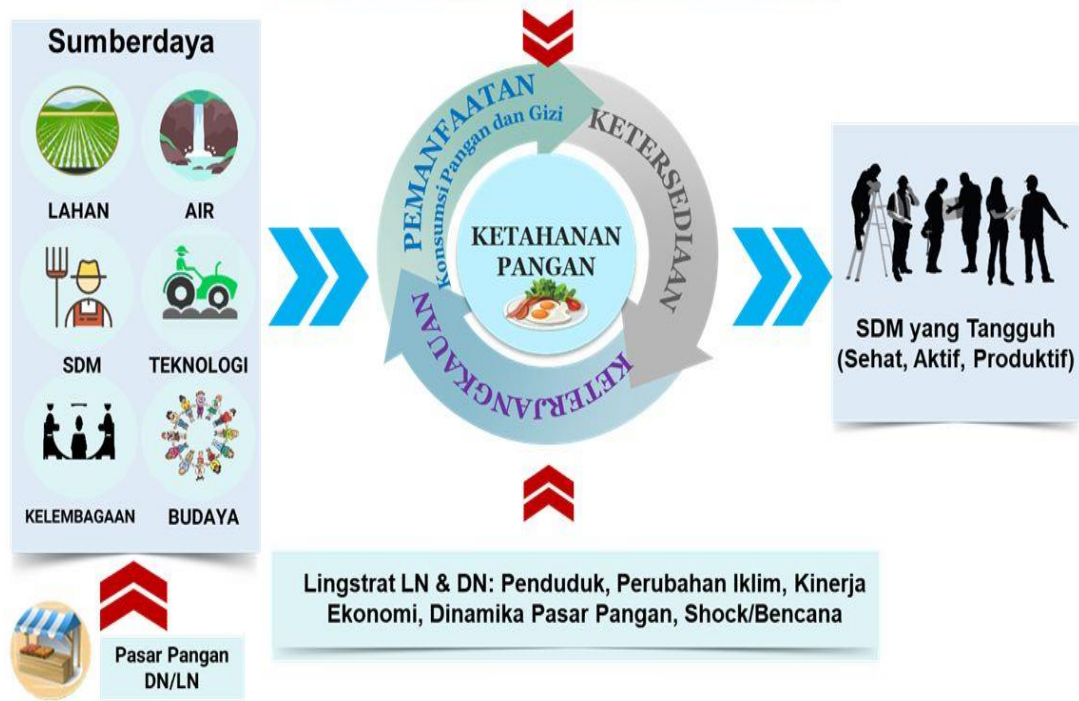 Sumberdaya
LAHAN
AIR
SDM
TEKNOLOGI
KELEMBAGAAN
BUDAYA
Pasar Pangan
DN/LN
PEMANFAATAN
Konsumsi Pangan dan Gizi
KETERSEDIAAN
KETERJANGKAUAN
KETAHANAN
PANGAN
Lingstrat LN & DN: Penduduk, Perubahan Iklim, Kinerja
Ekonomi, Dinamika Pasar Pangan, Shock/Bencana
SDM yang Tangguh
(Sehat, Aktif, Produktif)